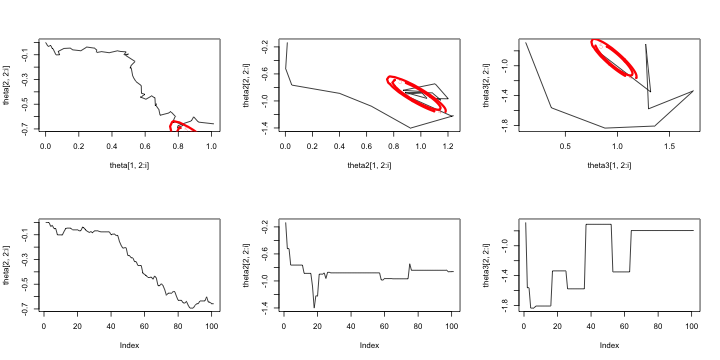 theta[2, 2:i]
-0.1
-0.3
-0.5
-0.7
0.0 0.2 0.4 0.6 0.8 1.0
theta[1, 2:i]
theta2[2, 2:i]
-0.2
-0.6
-1.0
-1.4
0.0 0.2 0.4 0.6 0.8 1.0 1.2
theta2[1, 2:i]
theta3[2, 2:i]
-1.0
-1.4
-1.8
0.5 1.0 1.5
theta3[1, 2:i]
theta[2, 2:i]
-0.1
-0.3
-0.5
-0.7
0 20 40 60 80 100
Index
theta2[2, 2:i]
-0.2
-0.6
-1.0
-1.4
0 20 40 60 80 100
Index
theta3[2, 2:i]
-1.0
-1.4
-1.8
0 20 40 60 80 100
Index